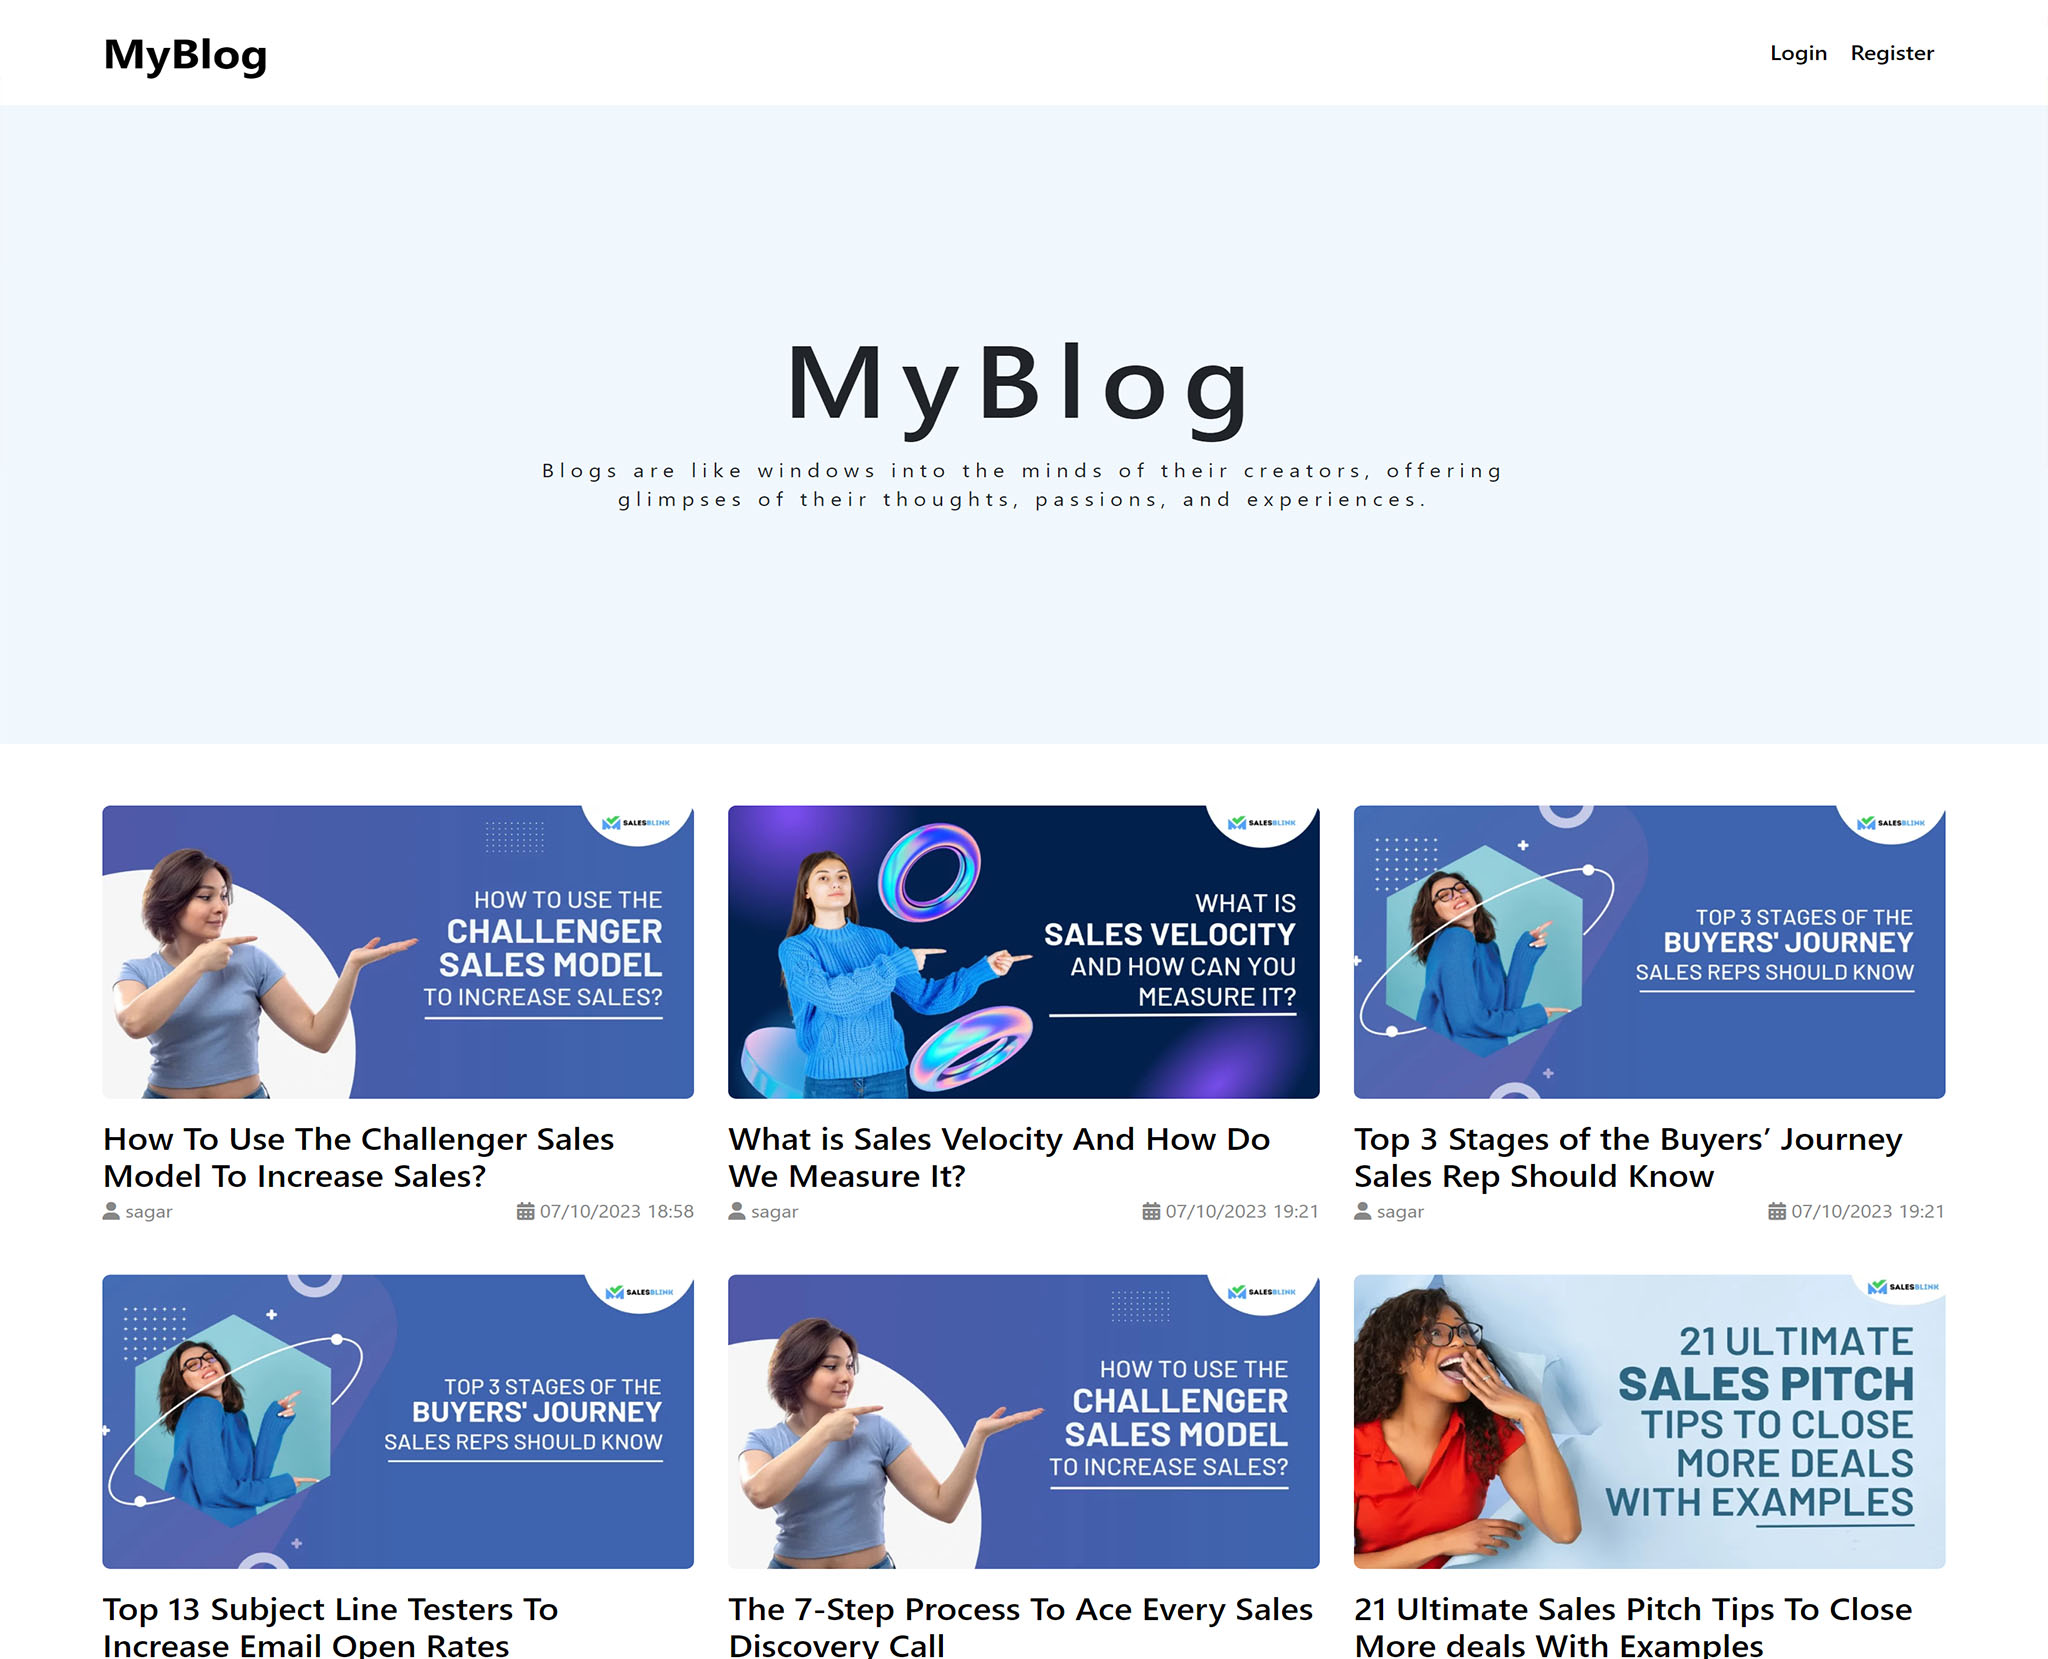 MyBlog
Login Register
MyBlog
Blogs are like windows into the minds of their creators, offering
glimpses of their thoughts, passions, and experiences.
SALESBLINK
HOW TO USE THE
CHALLENGER
SALES MODEL
TO INCREASE SALES?
How To Use The Challenger Sales
Model To Increase Sales?
sagar
07/10/2023 18:58
SALESBLINK
WHAT IS
SALES VELOCITY
AND HOW CAN YOU
MEASURE IT?
What is Sales Velocity And How Do
We Measure It?
sagar
07/10/2023 19:21
SALESBLINK
TOP 3 STAGES OF THE
BUYERS' JOURNEY
SALES REPS SHOULD KNOW
Top 3 Stages of the Buyers’ Journey
Sales Rep Should Know
sagar
07/10/2023 19:21
SALESBLINK
TOP 3 STAGES OF THE
BUYERS' JOURNEY
SALES REPS SHOULD KNOW
Top 13 Subject Line Testers To
Increase Email Open Rates
SALESBLINK
HOW TO USE THE
CHALLENGER
SALES MODEL
TO INCREASE SALES?
The 7-Step Process To Ace Every Sales
Discovery Call
SALESBLINK
21 ULTIMATE
SALES PITCH
TIPS TO CLOSE
MORE DEALS
WITH EXAMPLES
21 Ultimate Sales Pitch Tips To Close
More deals With Examples